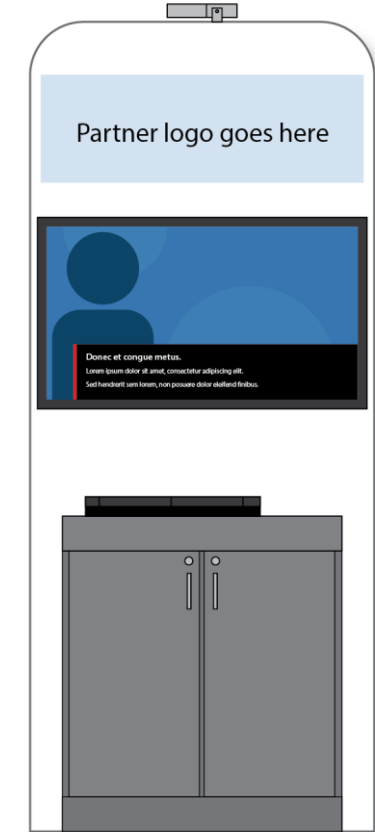 Partner logo goes here
Donec et congue metus.
Lorem ipsum dolor sit amet, consectetur adipiscing elit.
Sed hendrerit sem lorem, non posuere dolor eleifend finibus.